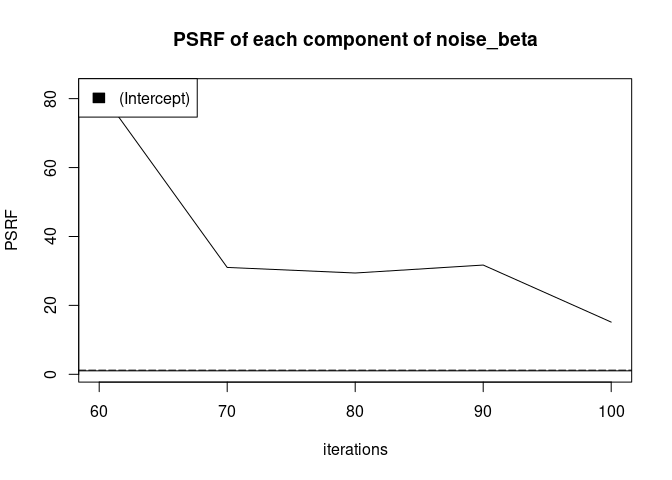 PSRF of each component of noise_beta
(Intercept)
PSRF
80
60
40
20
0
60 70 80 90 100
iterations